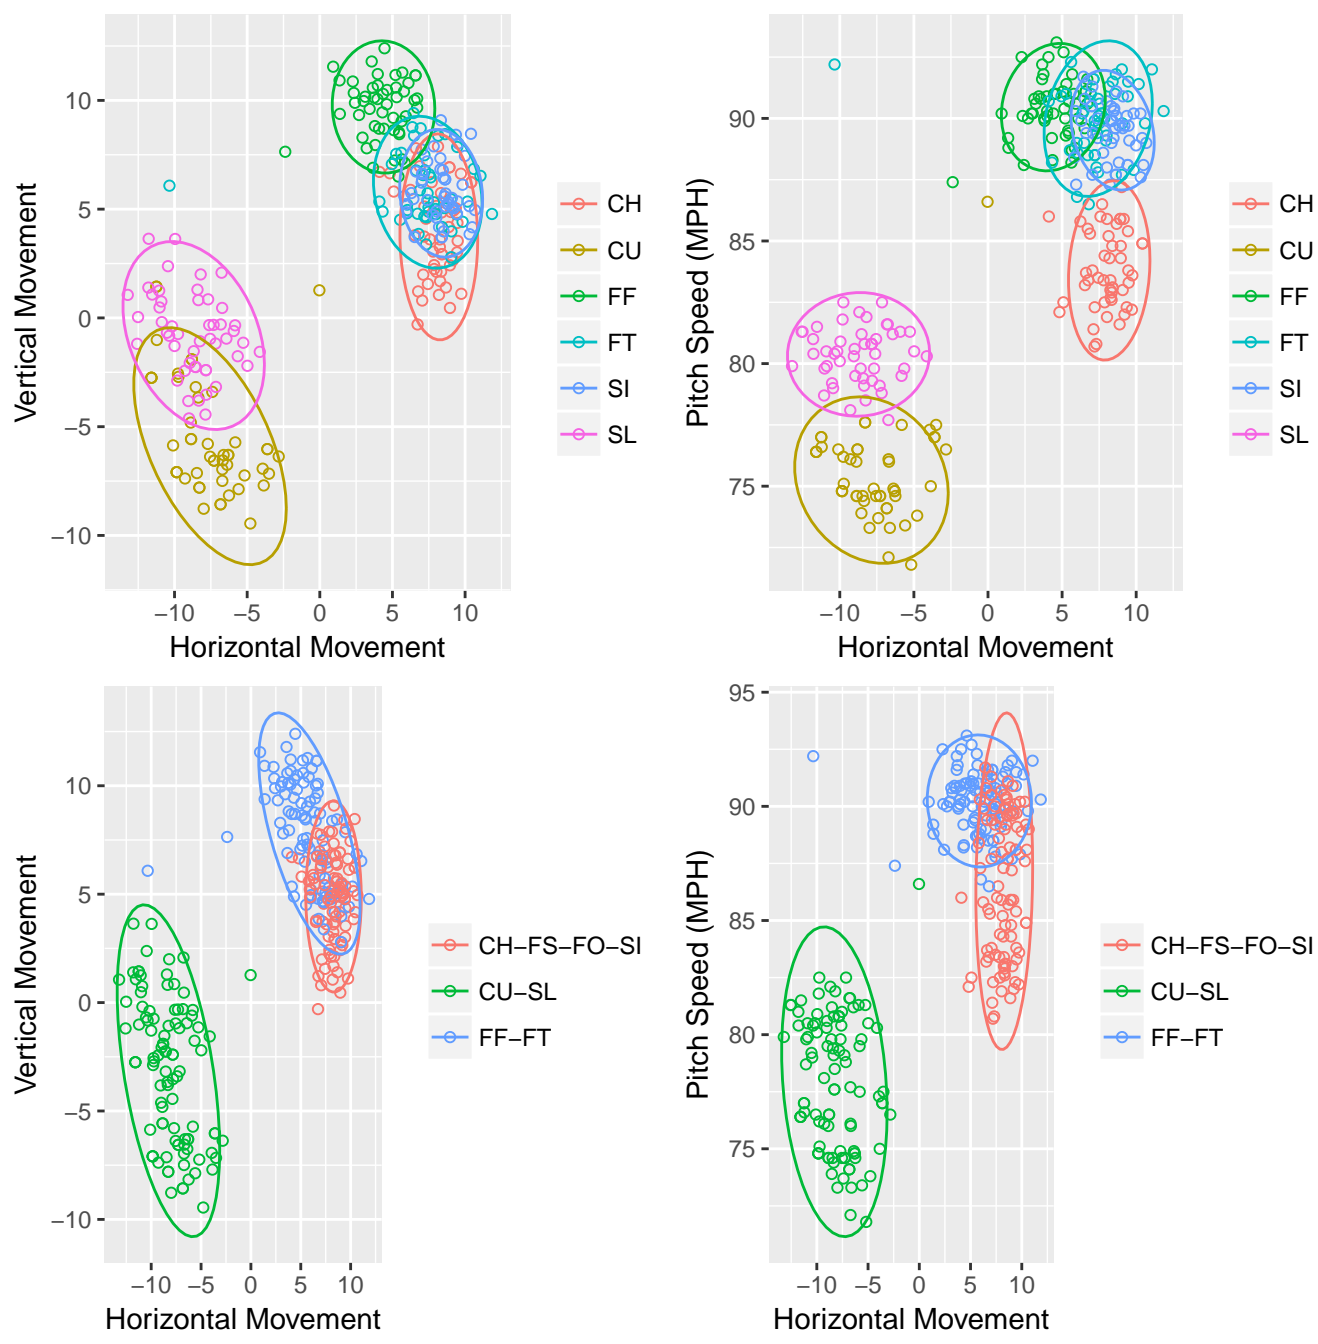 Vertical Movement
10
5
0
−5
−10
−10 −5 0 5 10
Horizontal Movement
CH
CU
FF
FT
SI
SL
Pitch Speed (MPH)
90
85
80
75
−10 −5 0 5 10
Horizontal Movement
CH
CU
FF
FT
SI
SL
Vertical Movement
10
5
0
−5
−10
−10 −5 0 5 10
Horizontal Movement
CH−FS−FO−SI
CU−SL
FF−FT
Pitch Speed (MPH)
95
90
85
80
75
−10 −5 0 5 10
Horizontal Movement
CH−FS−FO−SI
CU−SL
FF−FT